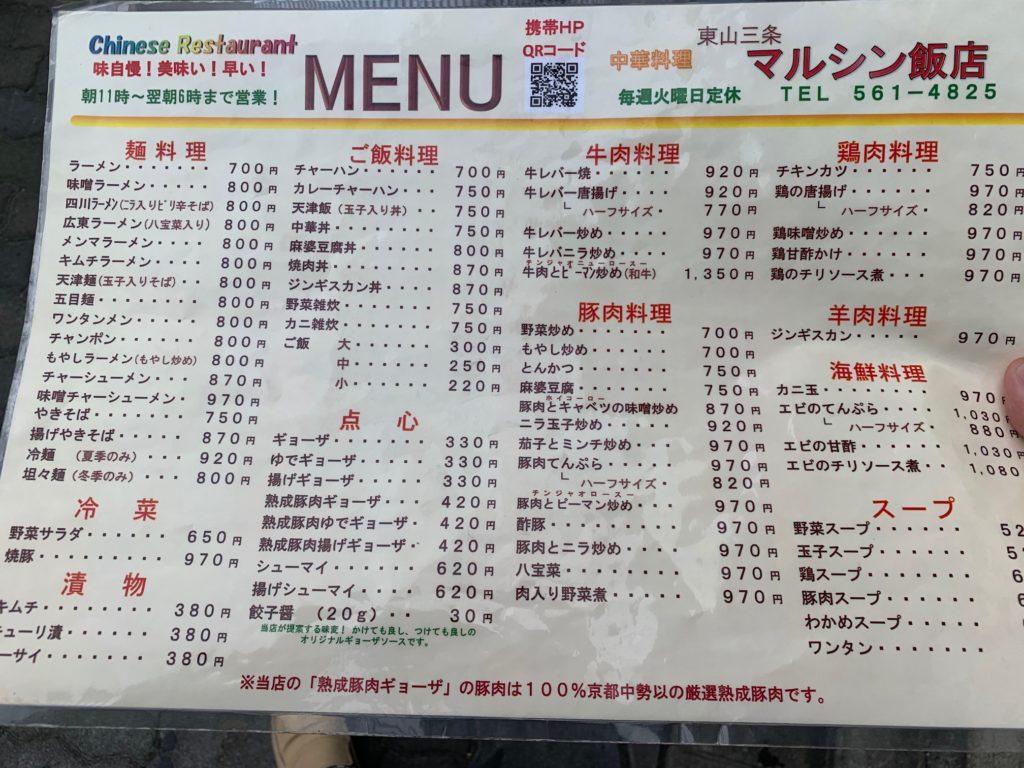 Chinese Restaurant
味自慢！美味い！早い！
朝11時～翌朝6時まで営業！
MENU
携帯HP
QRコード
中華料理
東山三条
マルシン飯店
毎週火曜日定休
TEL 561－4825
麺料理
ラーメン・・・・・・ 700円
味噌ラーメン・・・・・ 800円
四川ラーメン(ニラ入りピリ辛そば) 800円
広東ラーメン(八宝菜入り) 800円
メンマラーメン・・・・ 800円
キムチラーメン・・・・ 800円
天津麺(玉子入りそば)・・ 800円
五目麺・・・・・・・ 800円
ワンタンメン・・・・・ 800円
チャンポン・・・・・ 800円
もやしラーメン(もやし炒め) 800円
チャーシューメン・・・ 870円
味噌チャーシューメン・ 970円
やきそば・・・・・・ 750円
揚げやきそば・・・・・ 870円
冷麺 (夏季のみ)・・・ 920円
坦々麺(冬季のみ)・・・ 800円
冷菜
野菜サラダ・・・・・ 650円
焼豚・・・・・・・・ 970円
漬物
キムチ・・・・・・・・ 380円
チューリ漬・・・・・・ 380円
ーサイ・・・・・・・ 380円
ご飯料理
チャーハン・・・・・・ 700円
カレーチャーハン・・・ 750円
天津飯(玉子入り丼)・・ 750円
中華丼・・・・・・・ 750円
麻婆豆腐丼・・・・・ 800円
焼肉丼・・・・・・・ 870円
ジンギスカン丼・・・・ 870円
野菜雑炊・・・・・・ 750円
カニ雑炊・・・・・・ 750円
ご飯 大・・・・・・ 300円
中・・・・・・ 250円
小・・・・・・ 220円
点心
ギョーザ・・・・・・・ 330円
ゆでギョーザ・・・・・ 330円
揚げギョーザ・・・・・ 330円
熟成豚肉ギョーザ・・・ 420円
熟成豚肉ゆでギョーザ・ 420円
熟成豚肉揚げギョーザ・ 420円
シューマイ・・・・・・ 620円
揚げシューマイ・・・・ 620円
餃子醤 (20g)・・ 30円
当店が提案する味変！かけても良し、つけても良しの
オリジナルギョーザソースです。
牛肉料理
牛レバー焼・・・・・・ 920円
牛レバー唐揚げ・・・・ 920円
└ ハーフサイズ・ 770円
牛レバー炒め・・・・・ 970円
牛レバニラ炒め・・・・ 970円
チンジャオニューロースー
牛肉とピーマン炒め(和牛) 1,350円
豚肉料理
野菜炒め・・・・・・・ 700円
もやし炒め・・・・・・ 700円
とんかつ・・・・・・・ 750円
麻婆豆腐・・・・・・・ 750円
ホイコーロー
豚肉とキャベツの味噌炒め 870円
ニラ玉子炒め・・・・・ 920円
茄子とミンチ炒め・・・ 970円
豚肉てんぷら・・・・・ 970円
└ ハーフサイズ・ 820円
チンジャオロースー
豚肉とピーマン炒め・・・ 970円
酢豚・・・・・・・・ 970円
豚肉とニラ炒め・・・・ 970円
八宝菜・・・・・・・ 970円
肉入り野菜煮・・・・・ 970円
鶏肉料理
チキンカツ・・・・・・ 750円
鶏の唐揚げ・・・・・・ 970円
└ ハーフサイズ・ 820円
鶏味噌炒め・・・・・・ 970円
鶏甘酢かけ・・・・・・ 970円
鶏のチリソース煮・・・ 970円
羊肉料理
ジンギスカン・・・・・ 970円
海鮮料理
カニ玉・・・・・・・ 970円
エビのてんぷら・・・・ 1,030円
└ ハーフサイズ・ 880円
エビの甘酢・・・・・・ 1,030円
エビのチリソース煮・・ 1,080
スープ
野菜スープ・・・・・・
玉子スープ・・・・・・
鶏スープ・・・・・・・
豚肉スープ・・・・・・
わかめスープ・・・・・
ワンタン・・・・・・・
※当店の「熟成豚肉ギョーザ」の豚肉は100％京都中勢以の厳選熟成豚肉です。